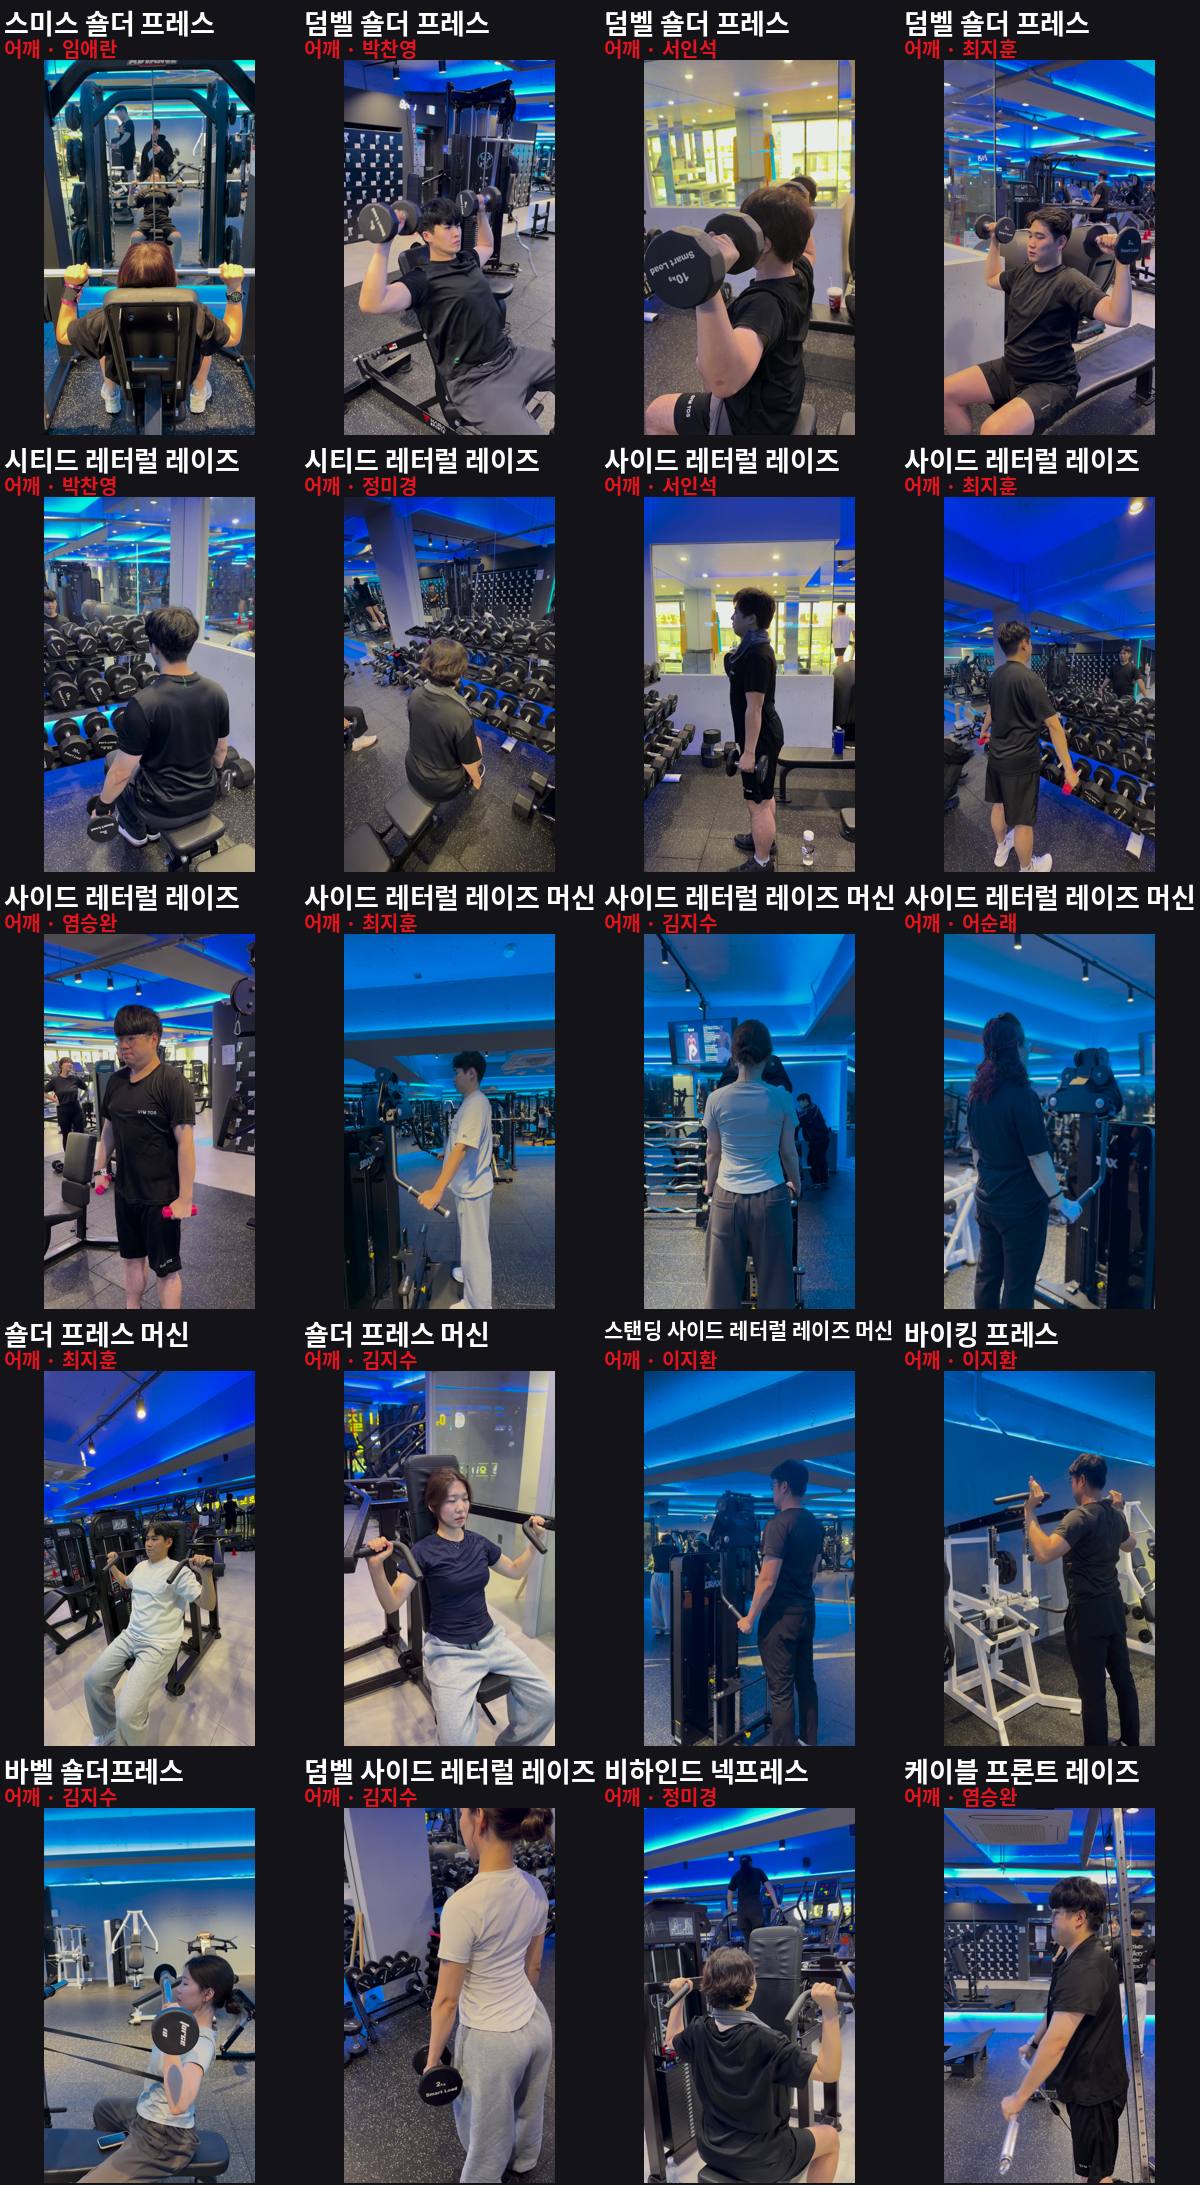 스미스 숄더 프레스
어깨 · 임애란
덤벨 숄더 프레스
어깨 · 박찬영
덤벨 숄더 프레스
어깨 · 서인석
덤벨 숄더 프레스
어깨 · 최지훈
Smart Load
10kg
시티드 레터럴 레이즈
어깨 · 박찬영
시티드 레터럴 레이즈
어깨 · 정미경
사이드 레터럴 레이즈
어깨 · 서인석
사이드 레터럴 레이즈
어깨 · 최지훈
사이드 레터럴 레이즈
어깨 · 염승완
사이드 레터럴 레이즈 머신
어깨 · 최지훈
사이드 레터럴 레이즈 머신
어깨 · 김지수
사이드 레터럴 레이즈 머신
어깨 · 어순래
GYM TOS
숄더 프레스 머신
어깨 · 최지훈
숄더 프레스 머신
어깨 · 김지수
스탠딩 사이드 레터럴 레이즈 머신
어깨 · 이지환
바이킹 프레스
어깨 · 이지환
바벨 숄더프레스
어깨 · 김지수
덤벨 사이드 레터럴 레이즈
어깨 · 김지수
비하인드 넥프레스
어깨 · 정미경
케이블 프론트 레이즈
어깨 · 염승완
force
10
2kg
Smart Load